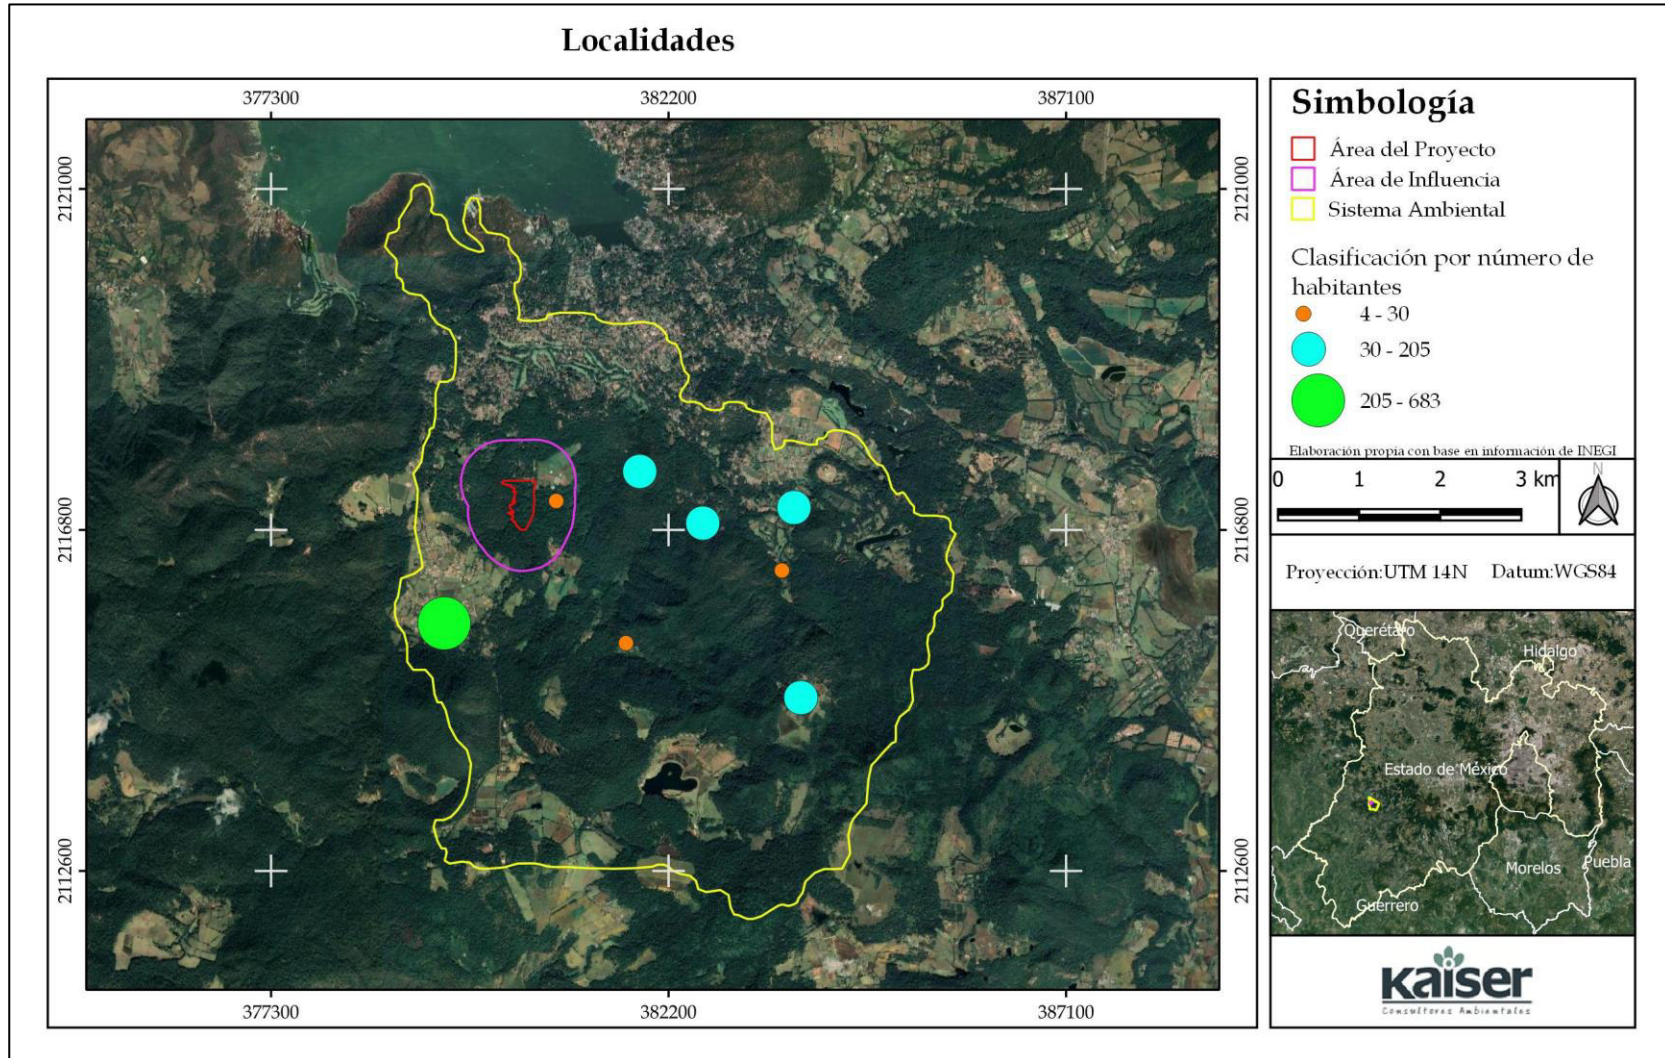 Localidades
377300
382200
387100
2121000
2121000
2116800
2116800
2112600
2112600
377300
382200
387100
Simbología
Área del Proyecto
Área de Influencia
Sistema Ambiental
Clasificación por número de
habitantes
4 - 30
30 - 205
205 - 683
Elaboración propia con base en información de INEGI
0 1 2 3 km
N
Proyección:UTM 14N Datum:WGS84
Querétaro
Hidalgo
Estado de México
Morelos
Puebla
Guerrero
Kaiser
Consultores Ambientales